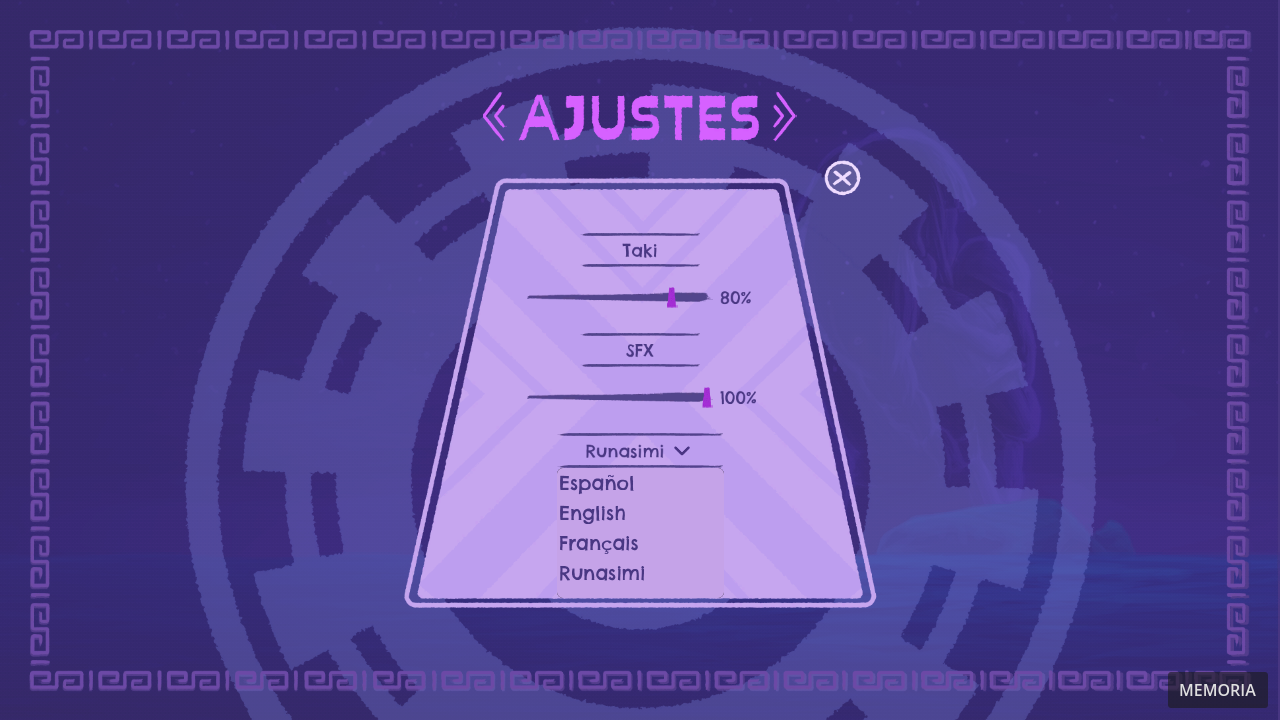 AJUSTES
Taki
80%
SFX
100%
Runasimi
Español
English
Français
Runasimi
MEMORIA